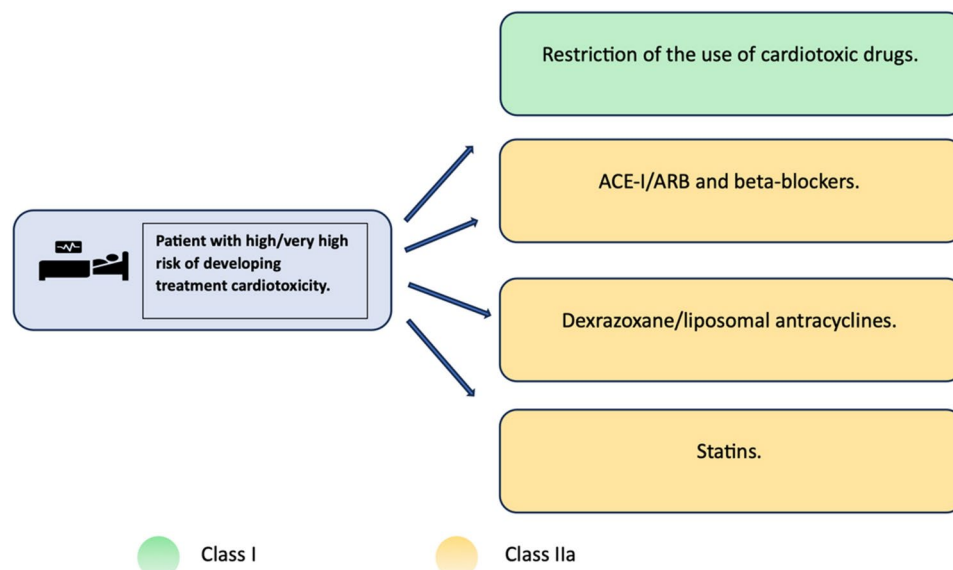 Restriction of the use of cardiotoxic drugs.
ACE-I/ARB and beta-blockers.
Patient with high/very high
risk of developing
treatment cardiotoxicity.
Dexrazoxane/liposomal antracyclines.
Statins.
Class I
Class IIa